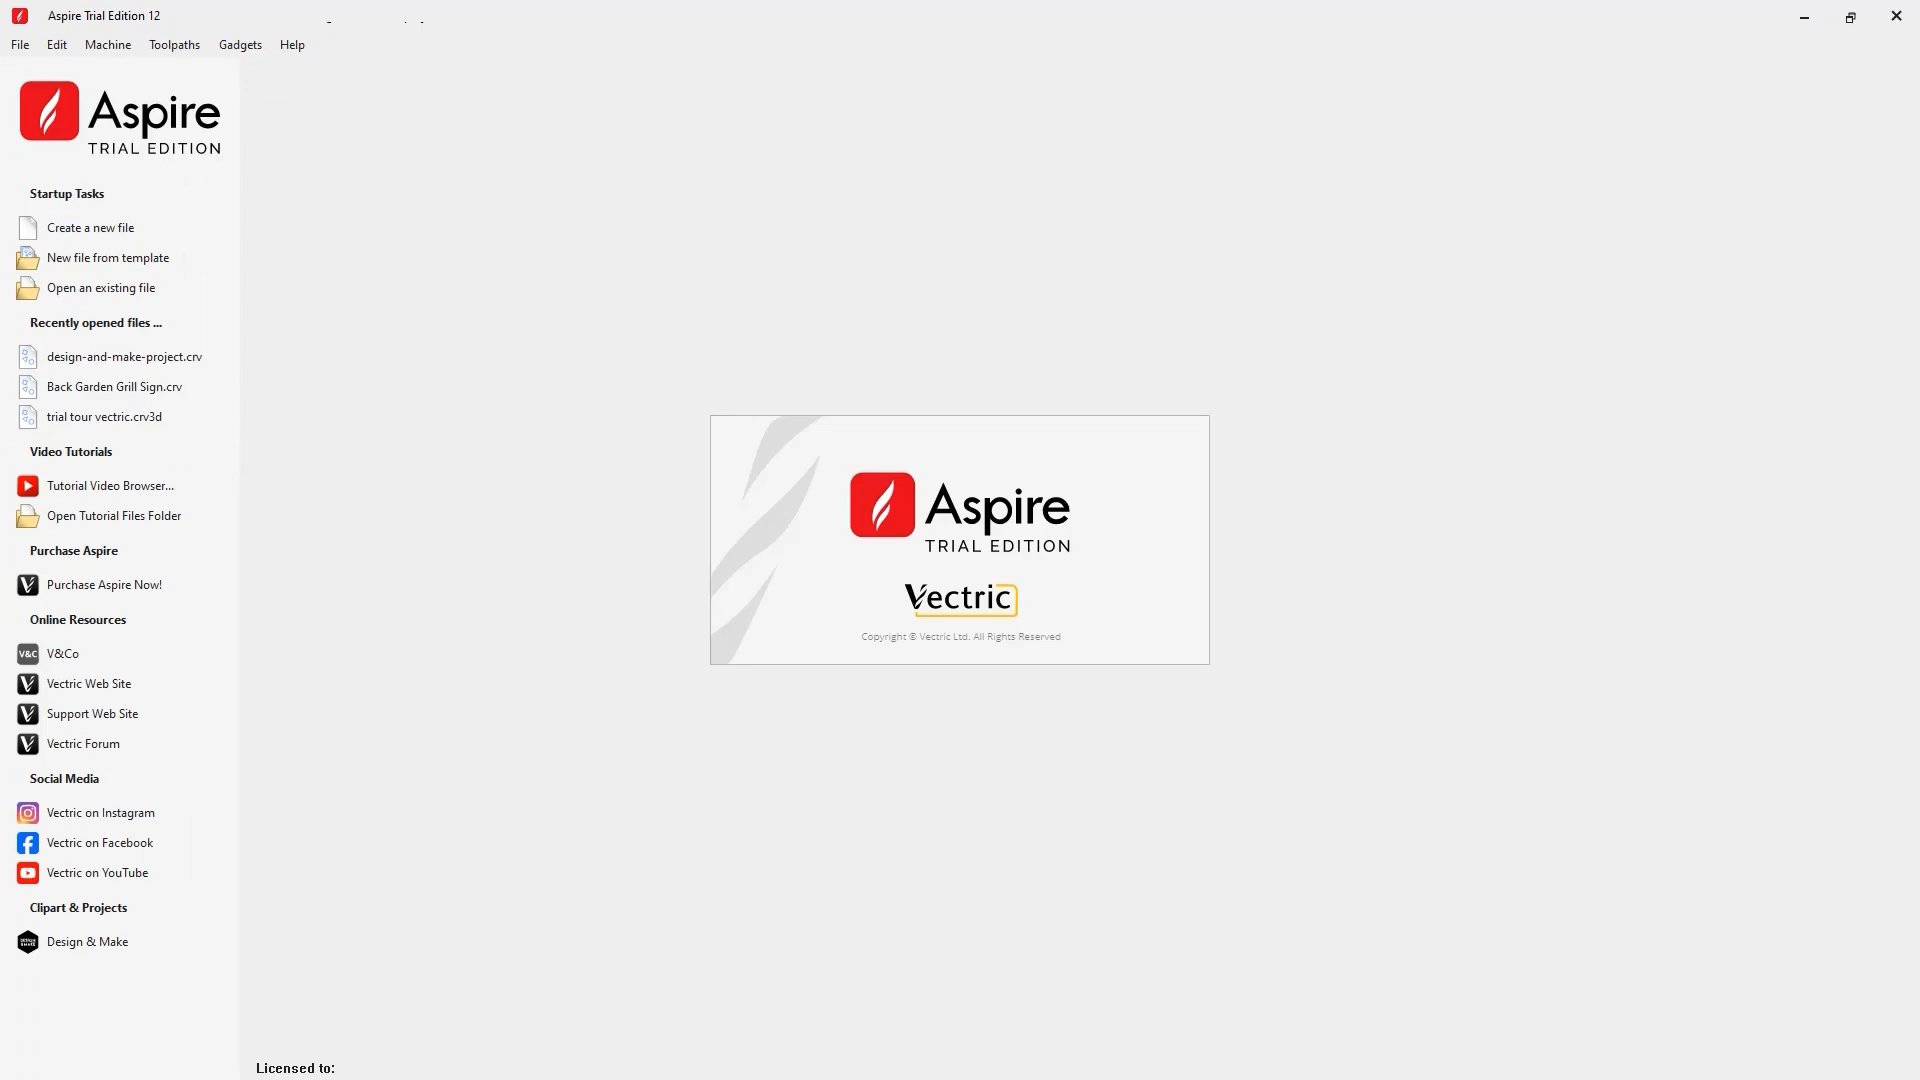 Aspire Trial Edition 12
File Edit Machine Toolpaths Gadgets Help
Aspire
TRIAL EDITION
Startup Tasks
Create a new file
New file from template
Open an existing file
Recently opened files ...
design-and-make-project.crv
Back Garden Grill Sign.crv
trial tour vectric.crv3d
Video Tutorials
Tutorial Video Browser...
Open Tutorial Files Folder
Purchase Aspire
Purchase Aspire Now!
Online Resources
V&C V&Co
Vectric Web Site
Support Web Site
Vectric Forum
Social Media
Vectric on Instagram
Vectric on Facebook
Vectric on YouTube
Clipart & Projects
Design & Make
Aspire
TRIAL EDITION
Vectric
Copyright © Vectric Ltd. All Rights Reserved
Licensed to: